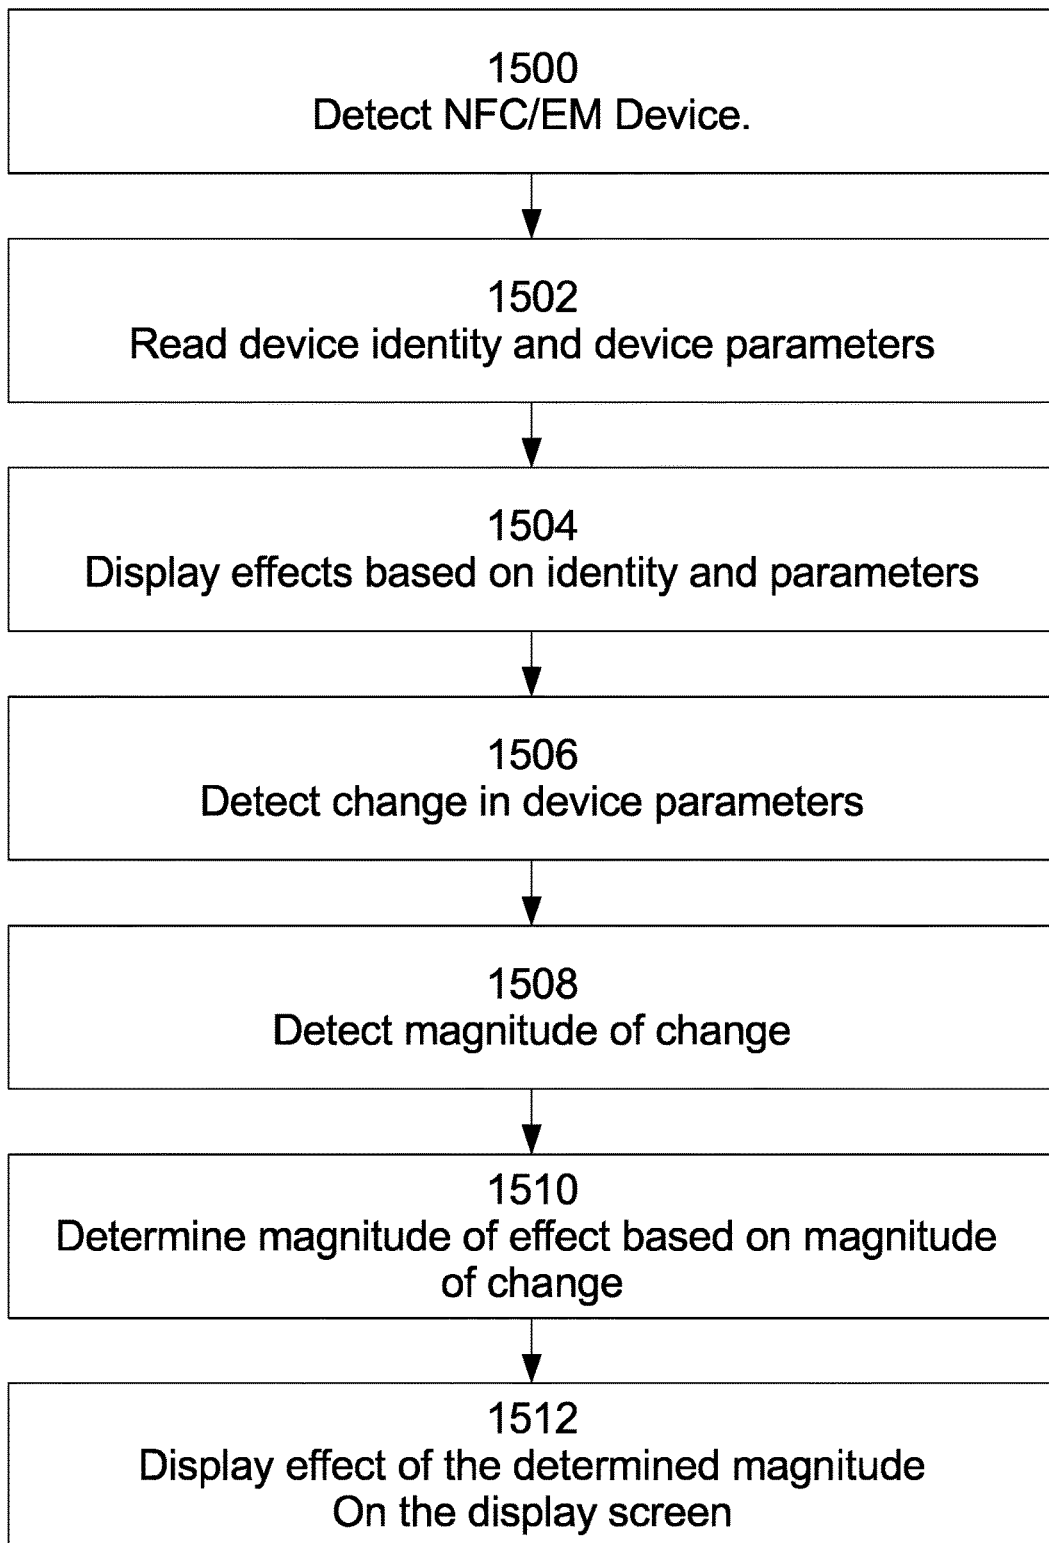 1500
Detect NFC/EM Device.
1502
Read device identity and device parameters
1504
Display effects based on identity and parameters
1506
Detect change in device parameters
1508
Detect magnitude of change
1510
Determine magnitude of effect based on magnitude
of change
1512
Display effect of the determined magnitude
On the display screen